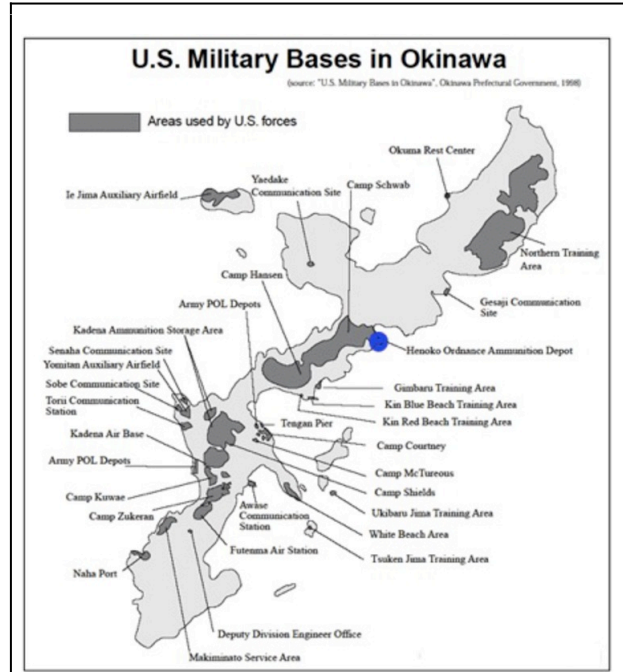 U.S. Military Bases in Okinawa
(source: "U.S. Military Bases in Okinawa", Okinawa Prefectural Government, 1998)
Areas used by U.S. forces
Okuma Rest Center
Yaedake
Communication Site
Camp Schwab
Ie Jima Auxiliary Airfield
Northern Training
Area
Camp Hansen
Gesaji Communication
Site
Army POL Depots
Kadena Ammunition Storage Area
Henoko Ordnance Ammunition Depot
Senaha Communication Site
Yomitan Auxiliary Airfield
Sobe Communication Site
Torii Communication
Station
Gimbaru Training Area
Kin Blue Beach Training Area
Kin Red Beach Training Area
Tengan Pier
Kadena Air Base
Camp Courtney
Army POL Depots
Camp McTureous
Camp Kuwae
Camp Shields
Camp Zukeran
Awase
Communication
Station
Ukibaru Jima Training Area
White Beach Area
Futenma Air Station
Tsuken Jima Training Area
Naha Port
Deputy Division Engineer Office
Makiminato Service Area